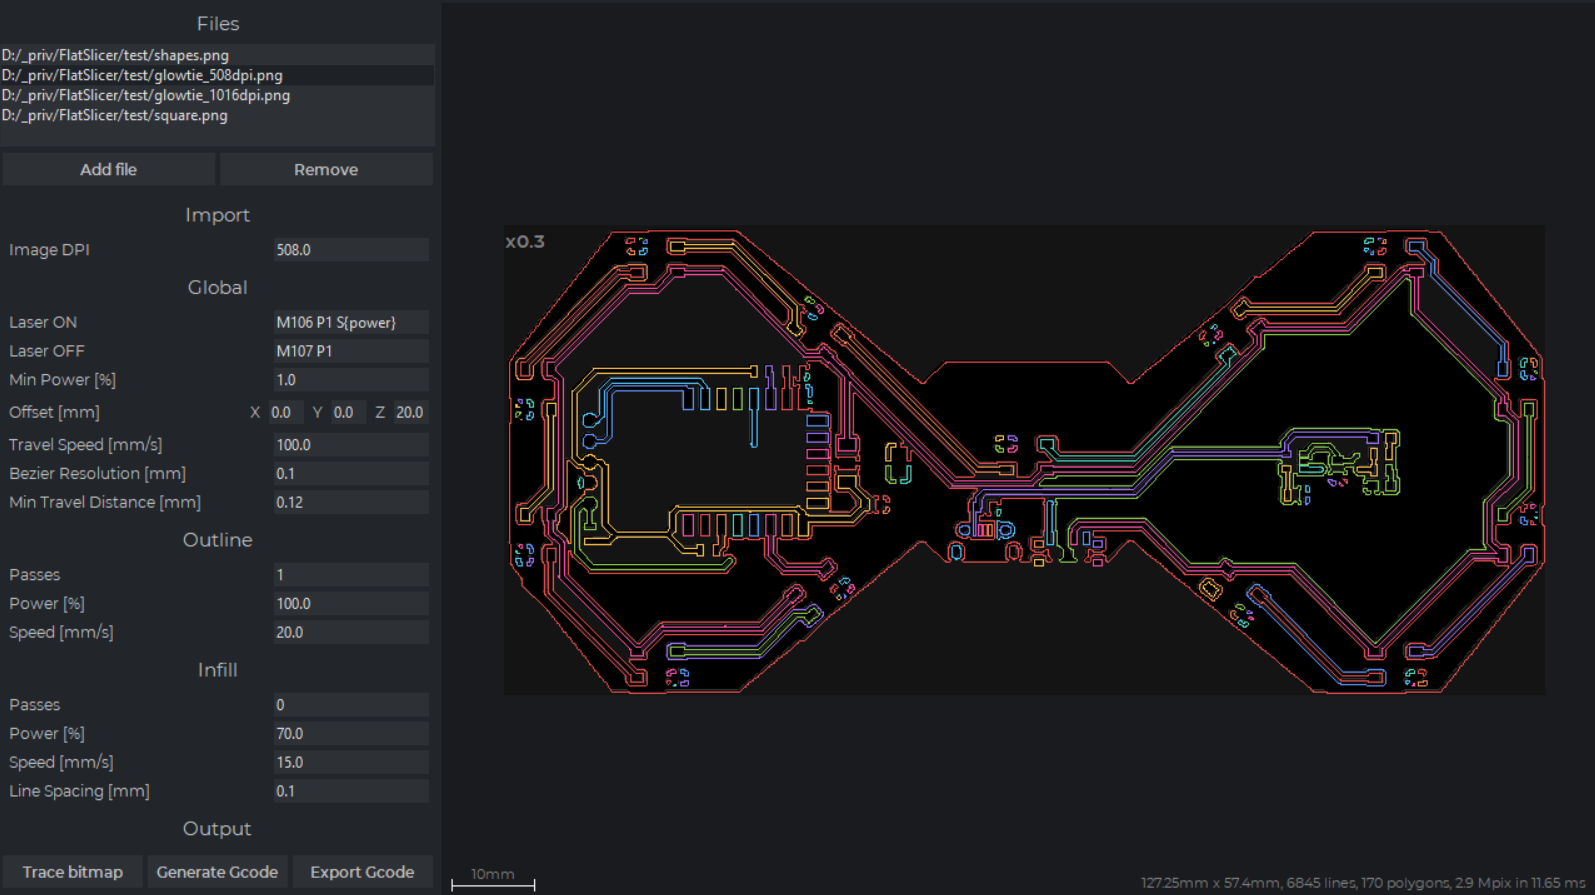 Files
D:/_priv/FlatSlicer/test/shapes.png
D:/_priv/FlatSlicer/test/glowtie_508dpi.png
D:/_priv/FlatSlicer/test/glowtie_1016dpi.png
D:/_priv/FlatSlicer/test/square.png
Add file Remove
Import
Image DPI 508.0
Global
Laser ON M106 P1 S{power}
Laser OFF M107 P1
Min Power [%] 1.0
Offset [mm] X 0.0 Y 0.0 Z 20.0
Travel Speed [mm/s] 100.0
Bezier Resolution [mm] 0.1
Min Travel Distance [mm] 0.12
Outline
Passes 1
Power [%] 100.0
Speed [mm/s] 20.0
Infill
Passes 0
Power [%] 70.0
Speed [mm/s] 15.0
Line Spacing [mm] 0.1
Output
Trace bitmap Generate Gcode Export Gcode
x0.3
10mm
127.25mm x 57.4mm, 6845 lines, 170 polygons, 2.9 Mpix in 11.65 ms